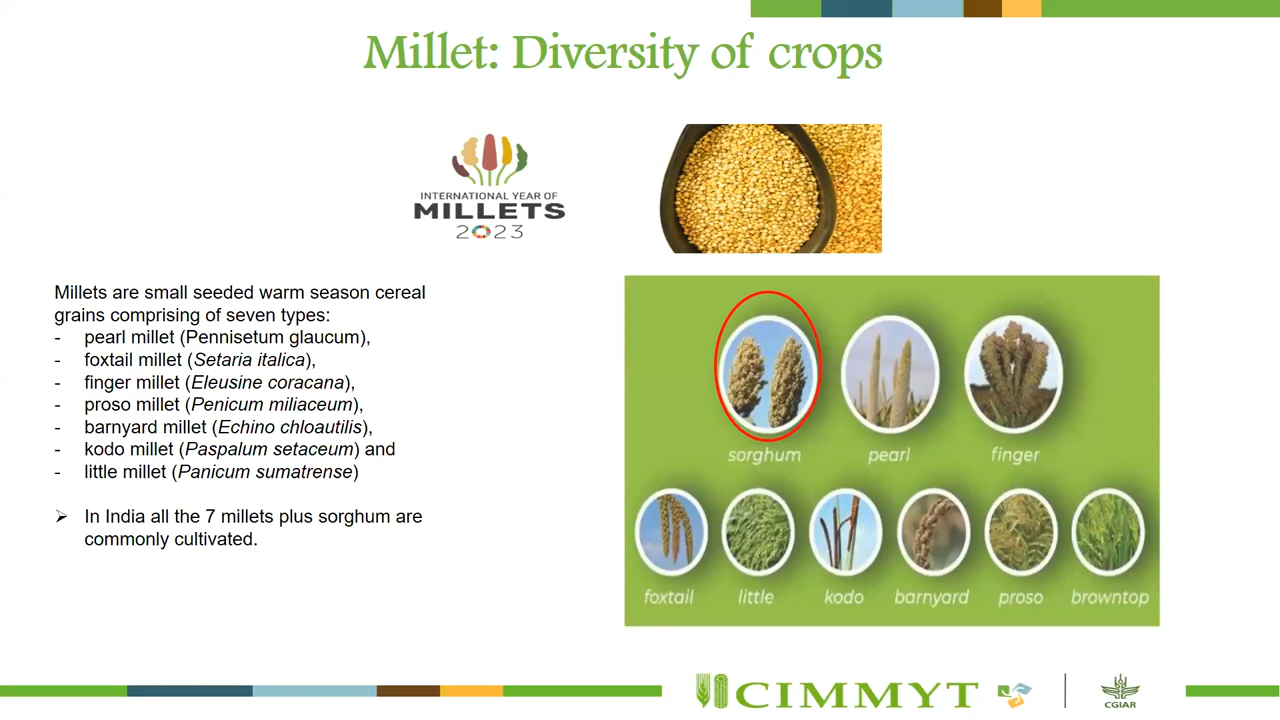 Millet: Diversity of crops
INTERNATIONAL YEAR OF
MILLETS
2023
Millets are small seeded warm season cereal
grains comprising of seven types:
- pearl millet (Pennisetum glaucum),
- foxtail millet (Setaria italica),
- finger millet (Eleusine coracana),
- proso millet (Penicum miliaceum),
- barnyard millet (Echino chloautilis),
- kodo millet (Paspalum setaceum) and
- little millet (Panicum sumatrense)
➢ In India all the 7 millets plus sorghum are
commonly cultivated.
sorghum pearl finger
foxtail little kodo barnyard proso browntop
CIMMYT
CGIAR